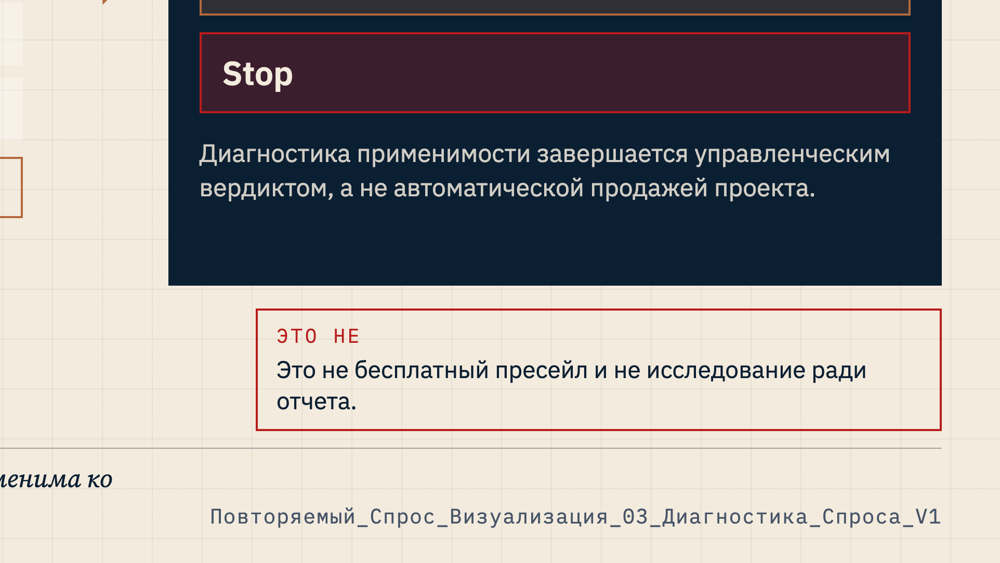 Stop
Диагностика применимости завершается управленческим
вердиктом, а не автоматической продажей проекта.
ЭТО НЕ
Это не бесплатный пресейл и не исследование ради
отчета.
ко
Повторяемый_Спрос_Визуализация_03_Диагностика_Спроса_V1